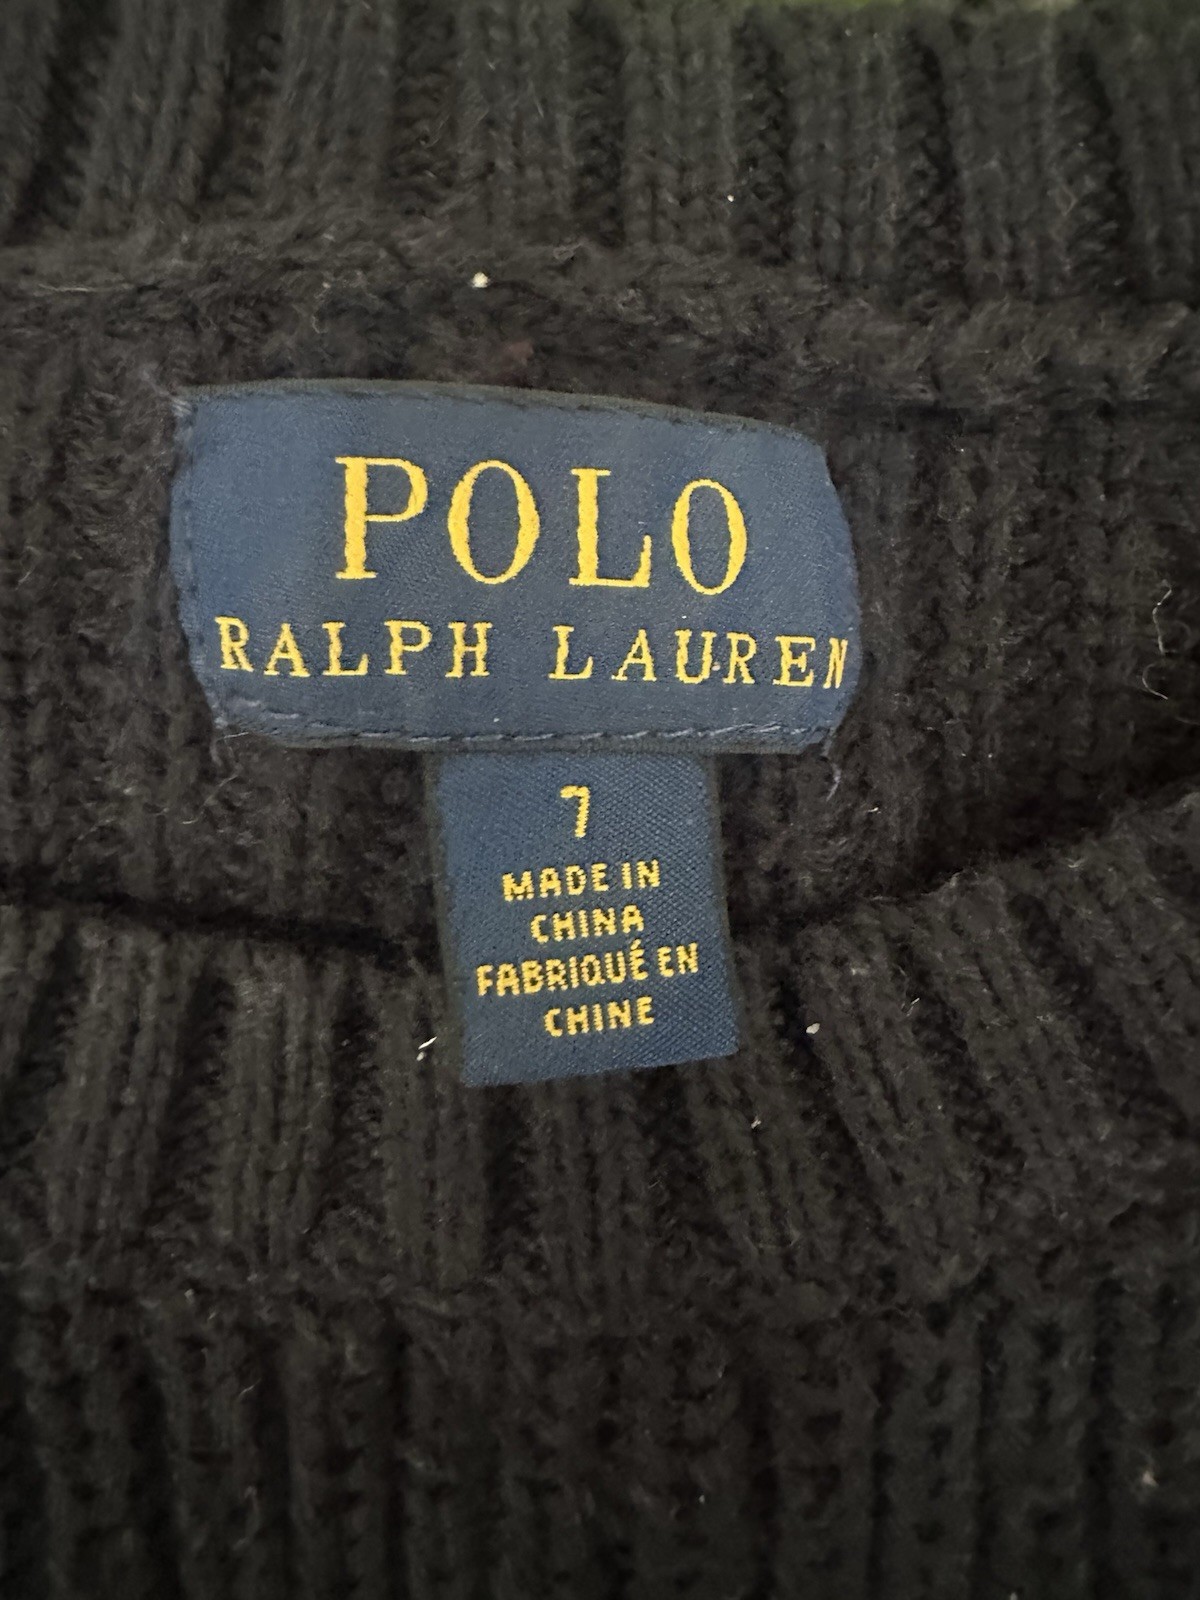 POLO
RALPH LAUREN
7
MADE IN
CHINA
FABRIQUÉ EN
CHINE